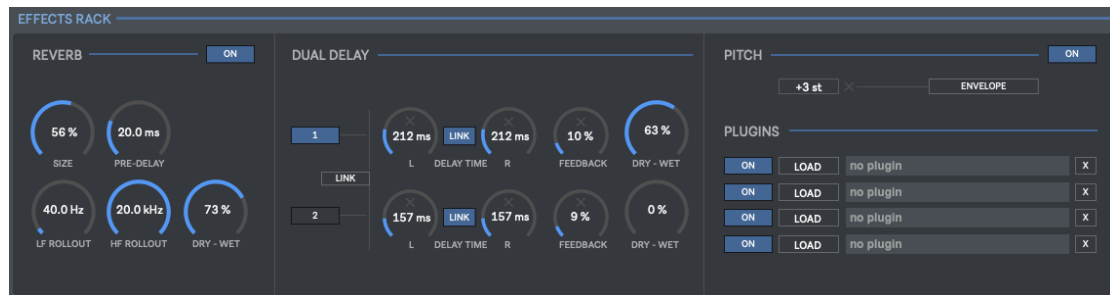 EFFECTS RACK
REVERB ON
56 % 20.0 ms
SIZE PRE-DELAY
40.0 Hz 20.0 kHz 73 %
LF ROLLOUT HF ROLLOUT DRY - WET
DUAL DELAY
1 212 ms LINK 212 ms 10 % 63 %
L DELAY TIME R FEEDBACK DRY - WET
LINK
2 157 ms LINK 157 ms 9 % 0 %
L DELAY TIME R FEEDBACK DRY - WET
PITCH ON
+3 st ENVELOPE
PLUGINS
ON LOAD no plugin X
ON LOAD no plugin X
ON LOAD no plugin X
ON LOAD no plugin X